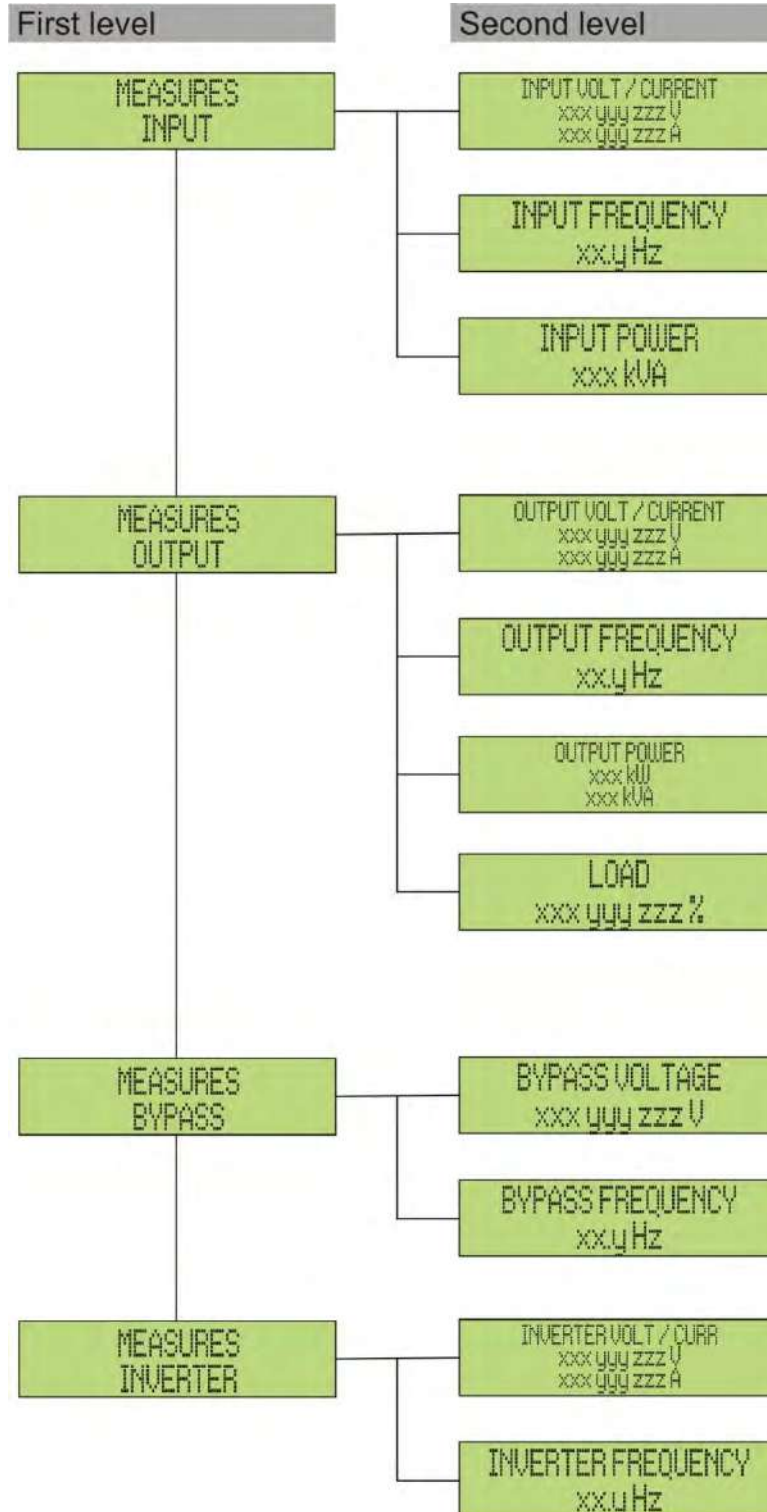 First level
Second level
MEASURES
INPUT
INPUT VOLT / CURRENT
xxx yyy zzz V
xxx yyy zzz A
INPUT FREQUENCY
xx.y Hz
INPUT POWER
xxx kVA
MEASURES
OUTPUT
OUTPUT VOLT / CURRENT
xxx yyy zzz V
xxx yyy zzz A
OUTPUT FREQUENCY
xx.y Hz
OUTPUT POWER
xxx kW
xxx kVA
LOAD
xxx yyy zzz %
MEASURES
BYPASS
BYPASS VOLTAGE
xxx yyy zzz V
BYPASS FREQUENCY
xx.y Hz
MEASURES
INVERTER
INVERTER VOLT / CURR
xxx yyy zzz V
xxx yyy zzz A
INVERTER FREQUENCY
xx.y Hz